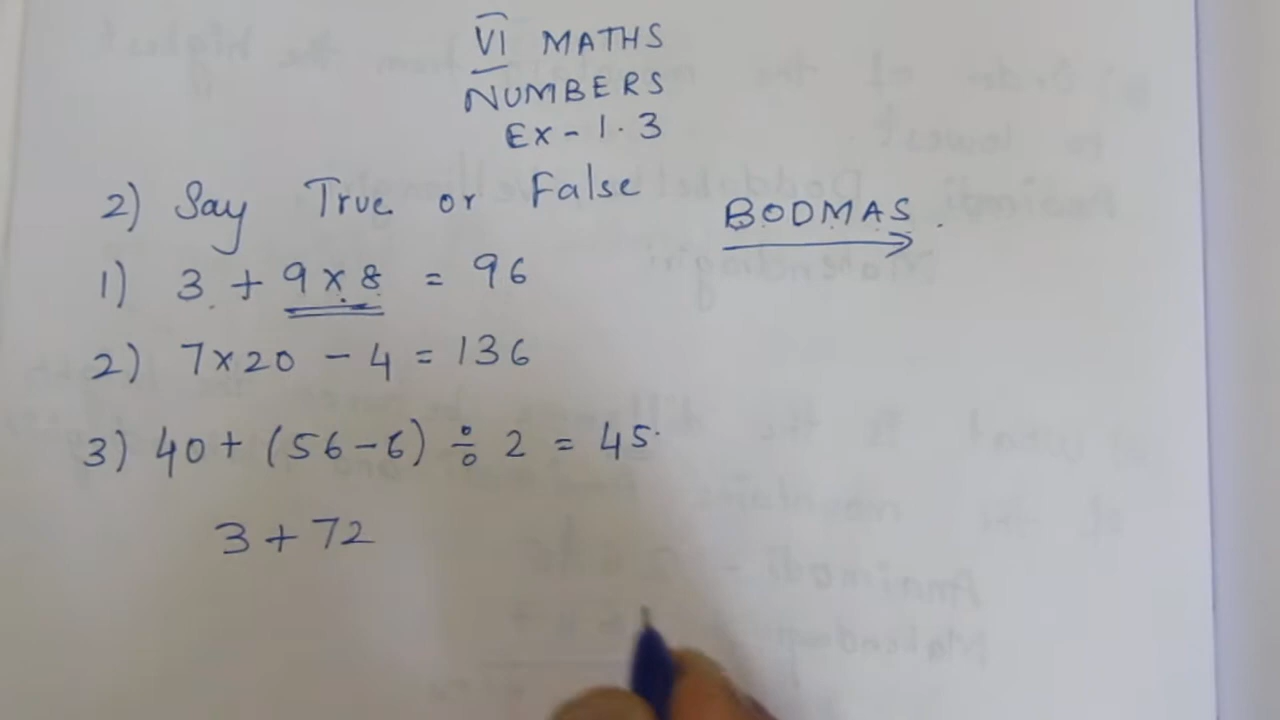 VI MATHS
NUMBERS
Ex - 1.3
2) Say True or False
BODMAS.
1) 3 + 9 x 8 = 96
2) 7 x 20 - 4 = 136
3) 40 + (56 - 6) ÷ 2 = 45
3 + 72